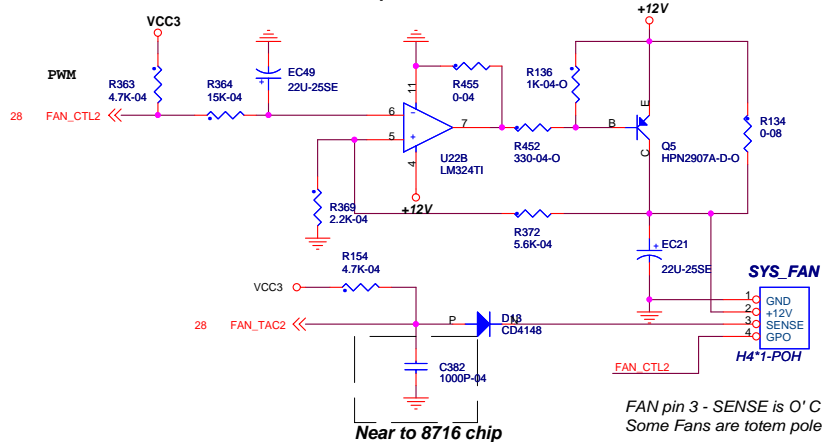 +12V
VCC3
PWM
R363
4.7K-04
R364
15K-04
EC49
22U-25SE
11
R455
0-04
R136
1K-04-O
R134
0-08
28
FAN_CTL2
6
5
7
4
U22B
LM324TI
R452
330-04-O
B
E
C
Q5
HPN2907A-D-O
R369
2.2K-04
+12V
R372
5.6K-04
EC21
22U-25SE
R154
4.7K-04
VCC3
28
FAN_TAC2
P
N
D13
CD4148
C382
1000P-04
SYS_FAN
1
GND
2
+12V
3
SENSE
4
GPO
H4*1-POH
FAN_CTL2
FAN pin 3 - SENSE is O' C
Some Fans are totem pole
Near to 8716 chip